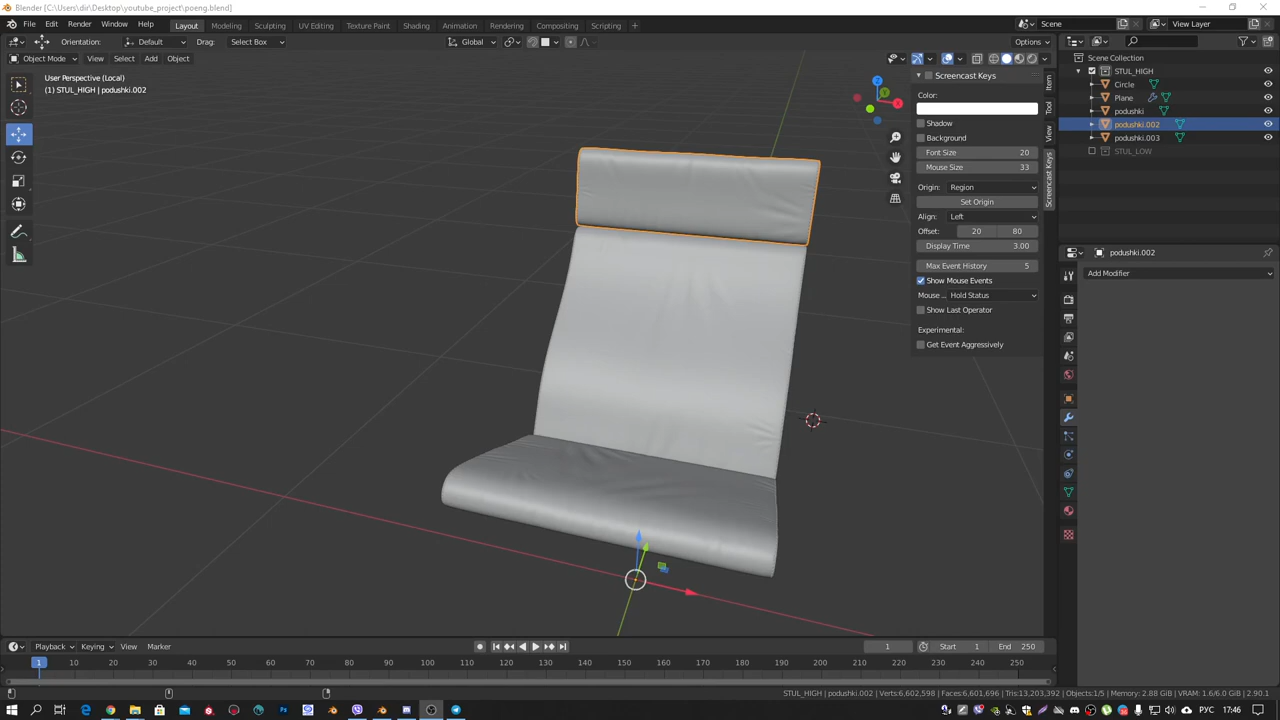 Blender [C:\Users\dir\Desktop\youtube_project\poeng.blend]
File Edit Render Window Help Layout Modeling Sculpting UV Editing Texture Paint Shading Animation Rendering Compositing Scripting + Scene View Layer
Orientation: Default Drag: Select Box Global Options
Object Mode View Select Add Object
User Perspective (Local)
(1) STUL_HIGH | podushki.002
X
Y
Z
Screencast Keys
Color:
Shadow
Background
Font Size 20
Mouse Size 33
Origin: Region
Set Origin
Align: Left
Offset: 20 80
Display Time 3.00
Max Event History 5
Show Mouse Events
Mouse ... Hold Status
Show Last Operator
Experimental:
Get Event Aggressively
Item
Tool
View
Screencast Keys
Scene Collection
STUL_HIGH
Circle
Plane
podushki
podushki.002
podushki.003
STUL_LOW
podushki.002
Add Modifier
Playback Keying View Marker 1 Start 1 End 250
1 10 20 30 40 50 60 70 80 90 100 110 120 130 140 150 160 170 180 190 200 210 220 230 240 250
STUL_HIGH | podushki.002 | Verts:6,602,598 | Faces:6,601,696 | Tris:13,203,392 | Objects:1/5 | Memory: 2.88 GiB | VRAM: 1.6/6.0 GiB | 2.90.1
РУС 17:46